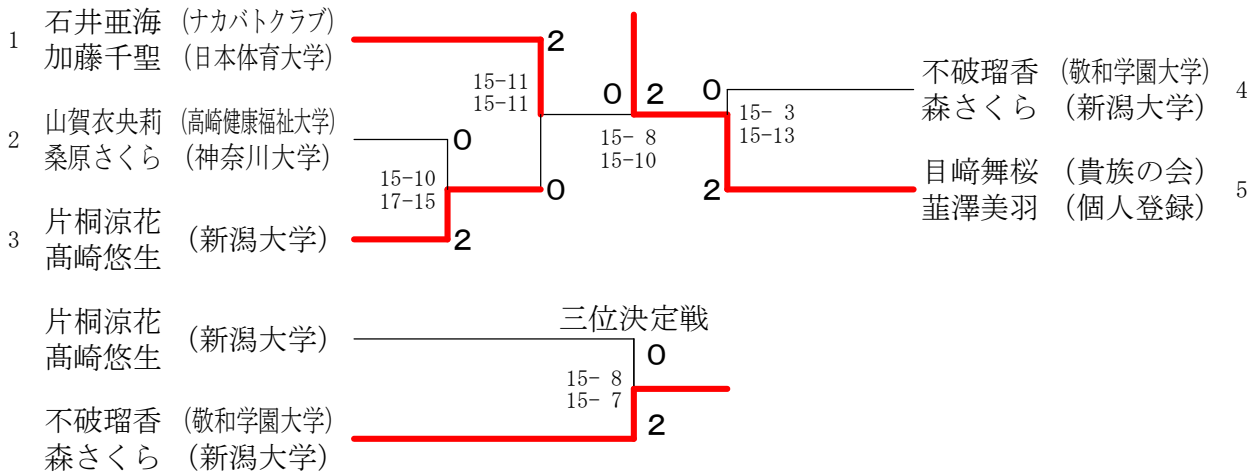 1
石井亜海 (ナカバトクラブ)
加藤千聖 (日本体育大学)
2
山賀衣央莉 (高崎健康福祉大学)
桑原さくら (神奈川大学)
3
片桐涼花
髙崎悠生
(新潟大学)
2
15-11
15-11
0
15-10
17-15
2
0
0 2
15- 8
15-10
0
15- 3
15-13
2
不破瑠香 (敬和学園大学)
森さくら (新潟大学)
4
目﨑舞桜 (貴族の会)
韮澤美羽 (個人登録)
5
三位決定戦
片桐涼花
髙崎悠生
(新潟大学)
0
15- 8
15- 7
2
不破瑠香 (敬和学園大学)
森さくら (新潟大学)